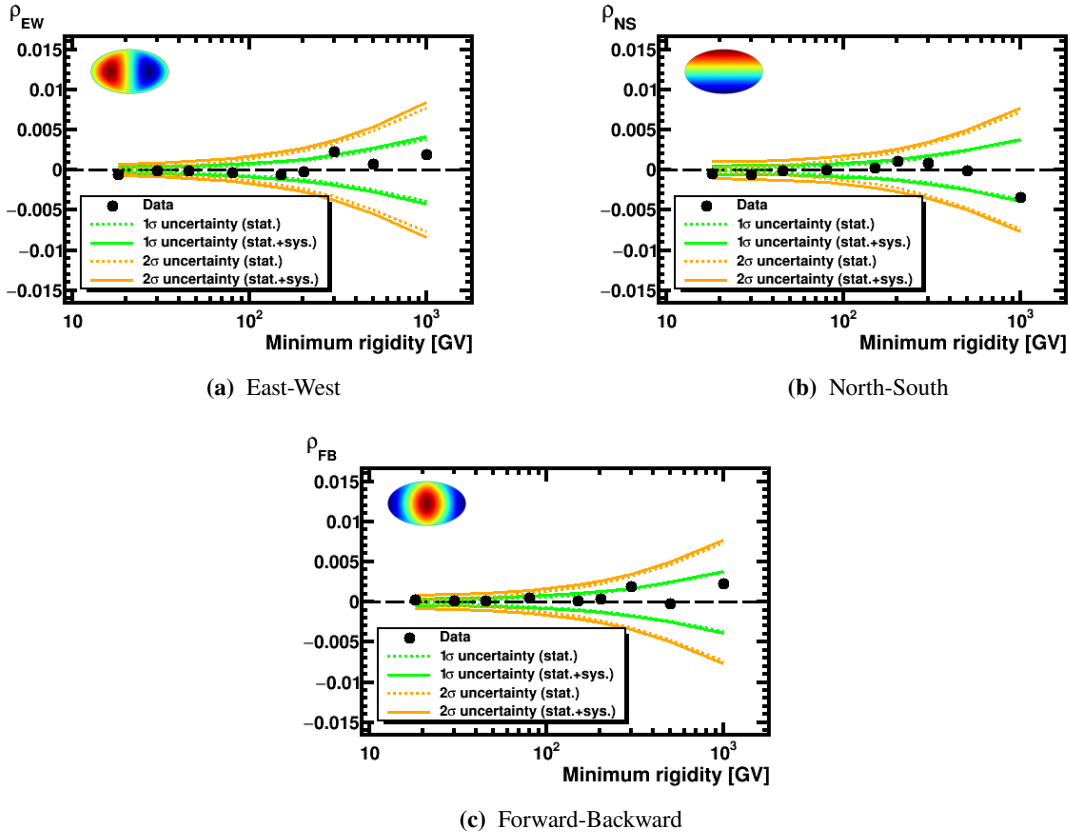 ρEW
0.015
0.01
0.005
0
−0.005
−0.01
−0.015
Data
1σ uncertainty (stat.)
1σ uncertainty (stat.+sys.)
2σ uncertainty (stat.)
2σ uncertainty (stat.+sys.)
10 10² 10³
Minimum rigidity [GV]
(a) East-West
ρNS
0.015
0.01
0.005
0
−0.005
−0.01
−0.015
Data
1σ uncertainty (stat.)
1σ uncertainty (stat.+sys.)
2σ uncertainty (stat.)
2σ uncertainty (stat.+sys.)
10 10² 10³
Minimum rigidity [GV]
(b) North-South
ρFB
0.015
0.01
0.005
0
−0.005
−0.01
−0.015
Data
1σ uncertainty (stat.)
1σ uncertainty (stat.+sys.)
2σ uncertainty (stat.)
2σ uncertainty (stat.+sys.)
10 10² 10³
Minimum rigidity [GV]
(c) Forward-Backward